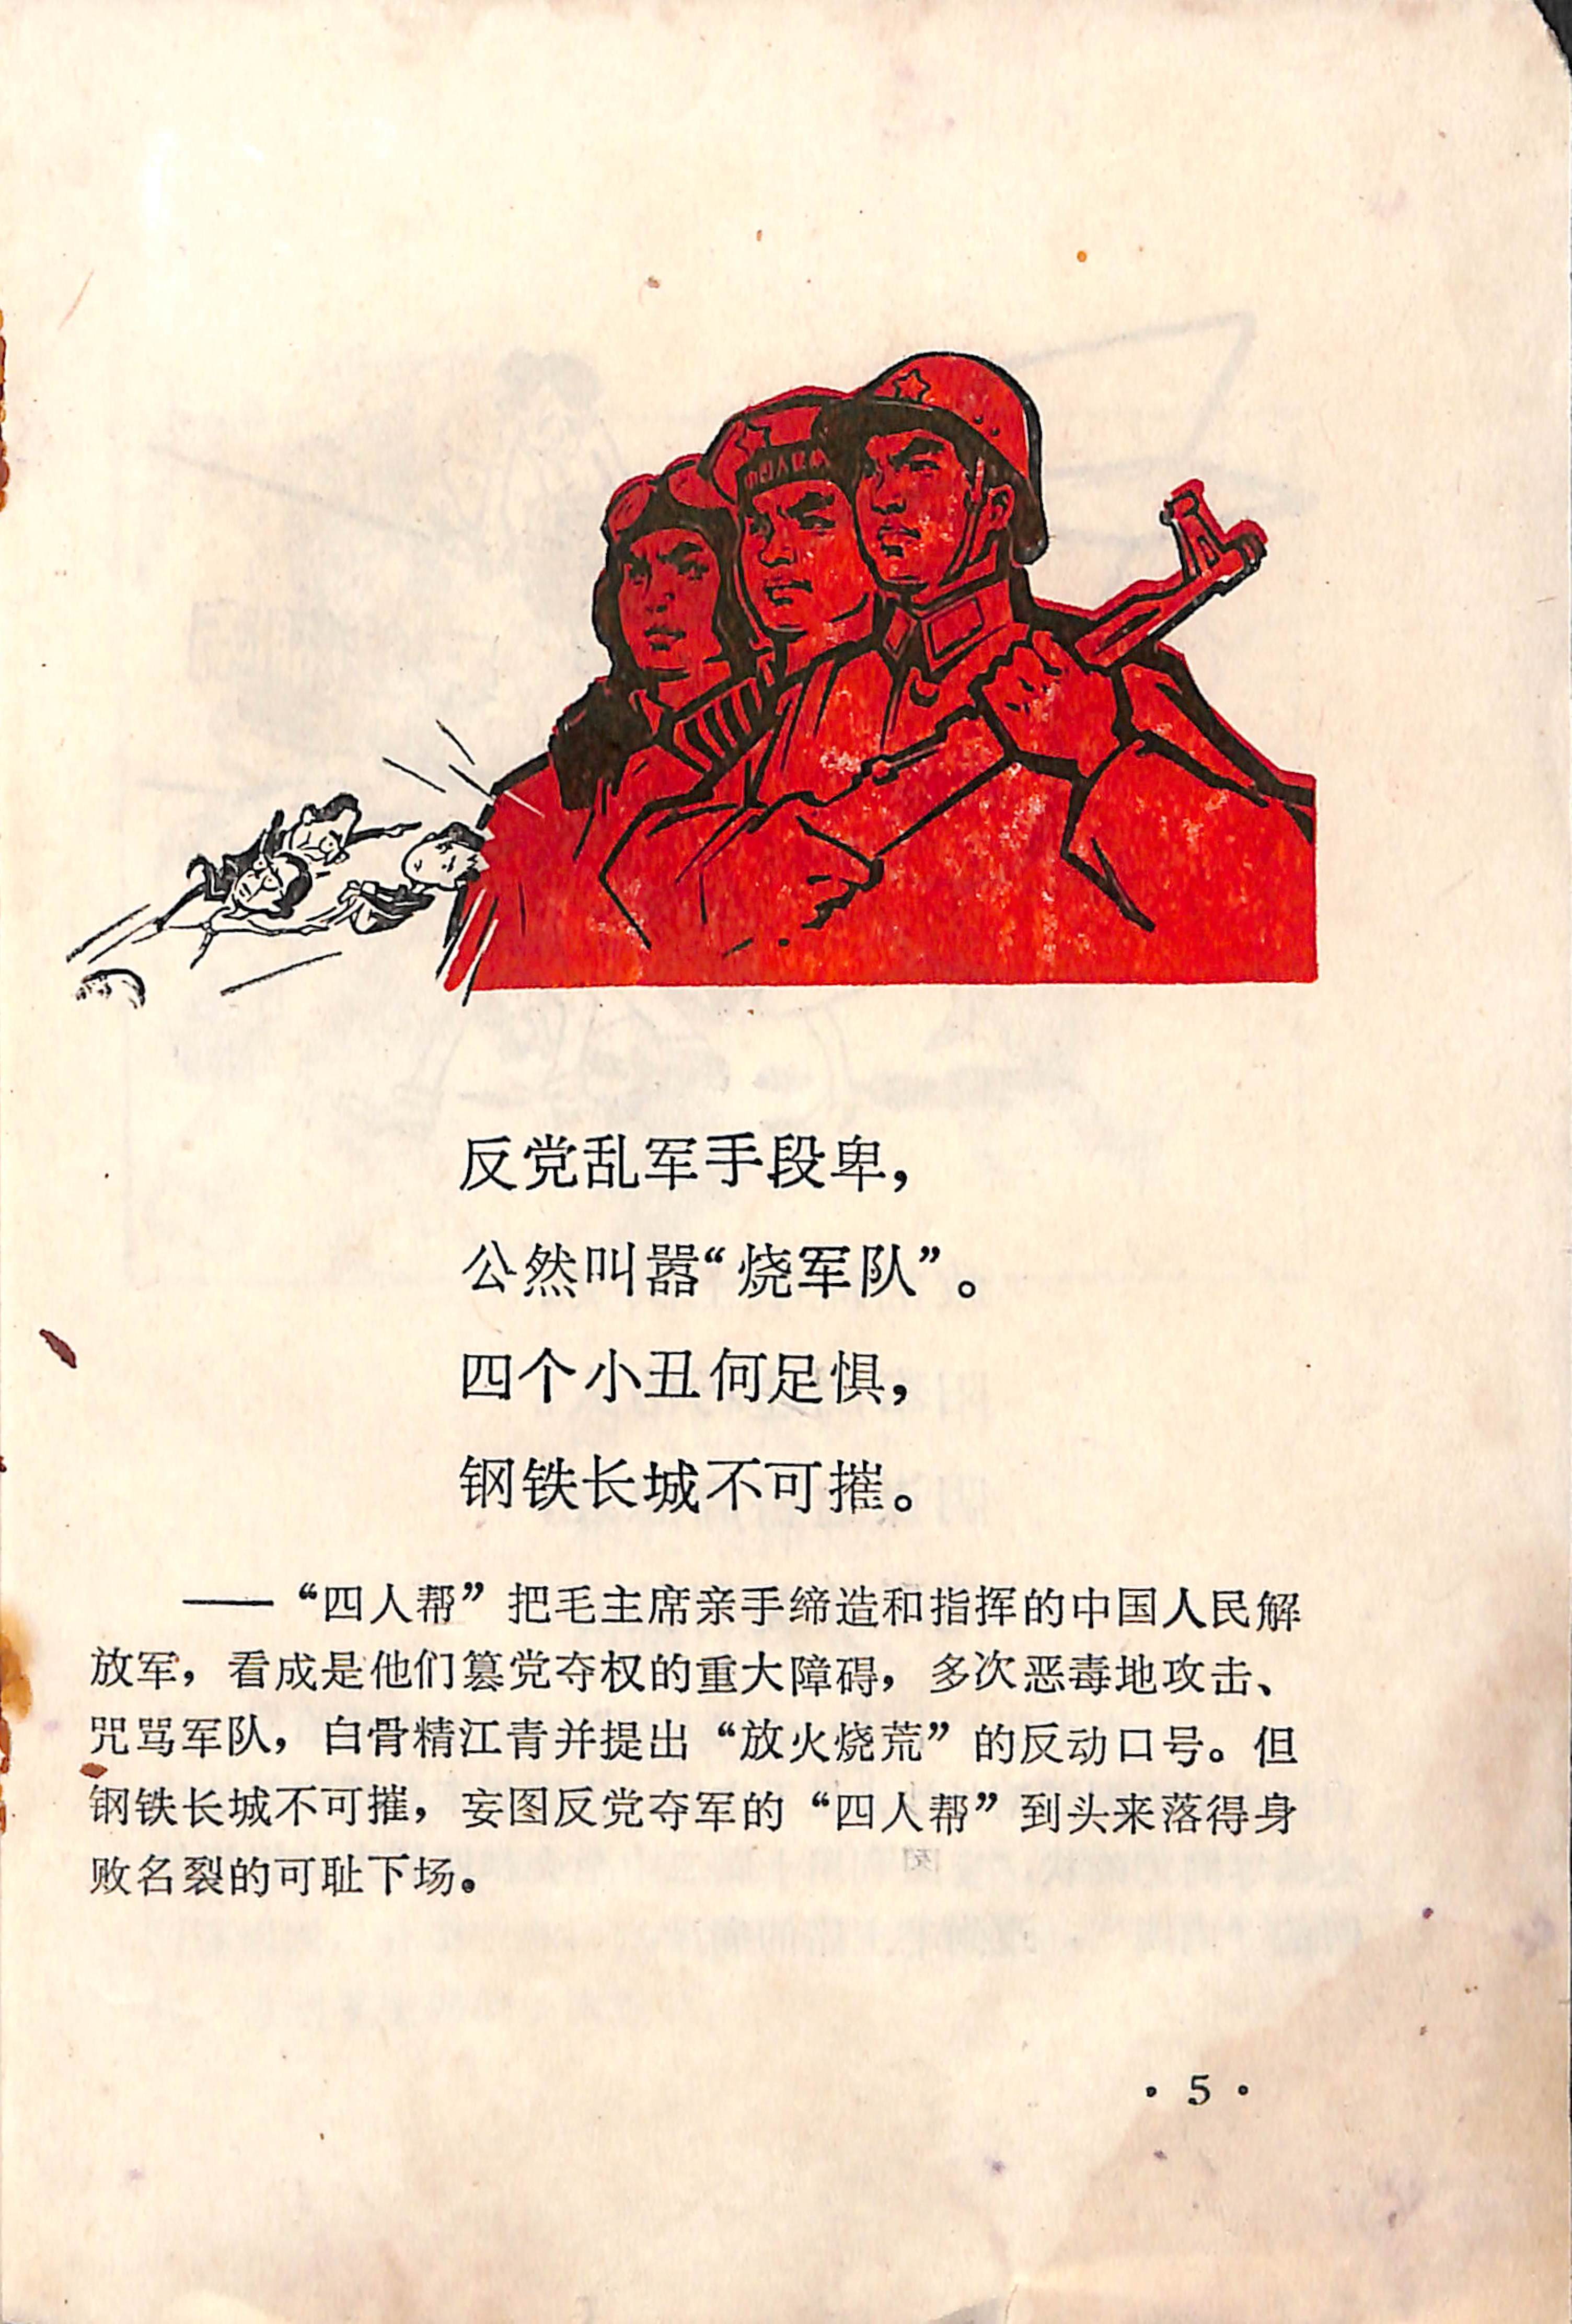 反党乱军手段卑，
公然叫嚣“烧军队”。
四个小丑何足惧，
钢铁长城不可摧。
——“四人帮”把毛主席亲手缔造和指挥的中国人民解
放军，看成是他们篡党夺权的重大障碍，多次恶毒地攻击、
咒骂军队，白骨精江青并提出“放火烧荒”的反动口号。但
钢铁长城不可摧，妄图反党夺军的“四人帮”到头来落得身
败名裂的可耻下场。
· 5 ·